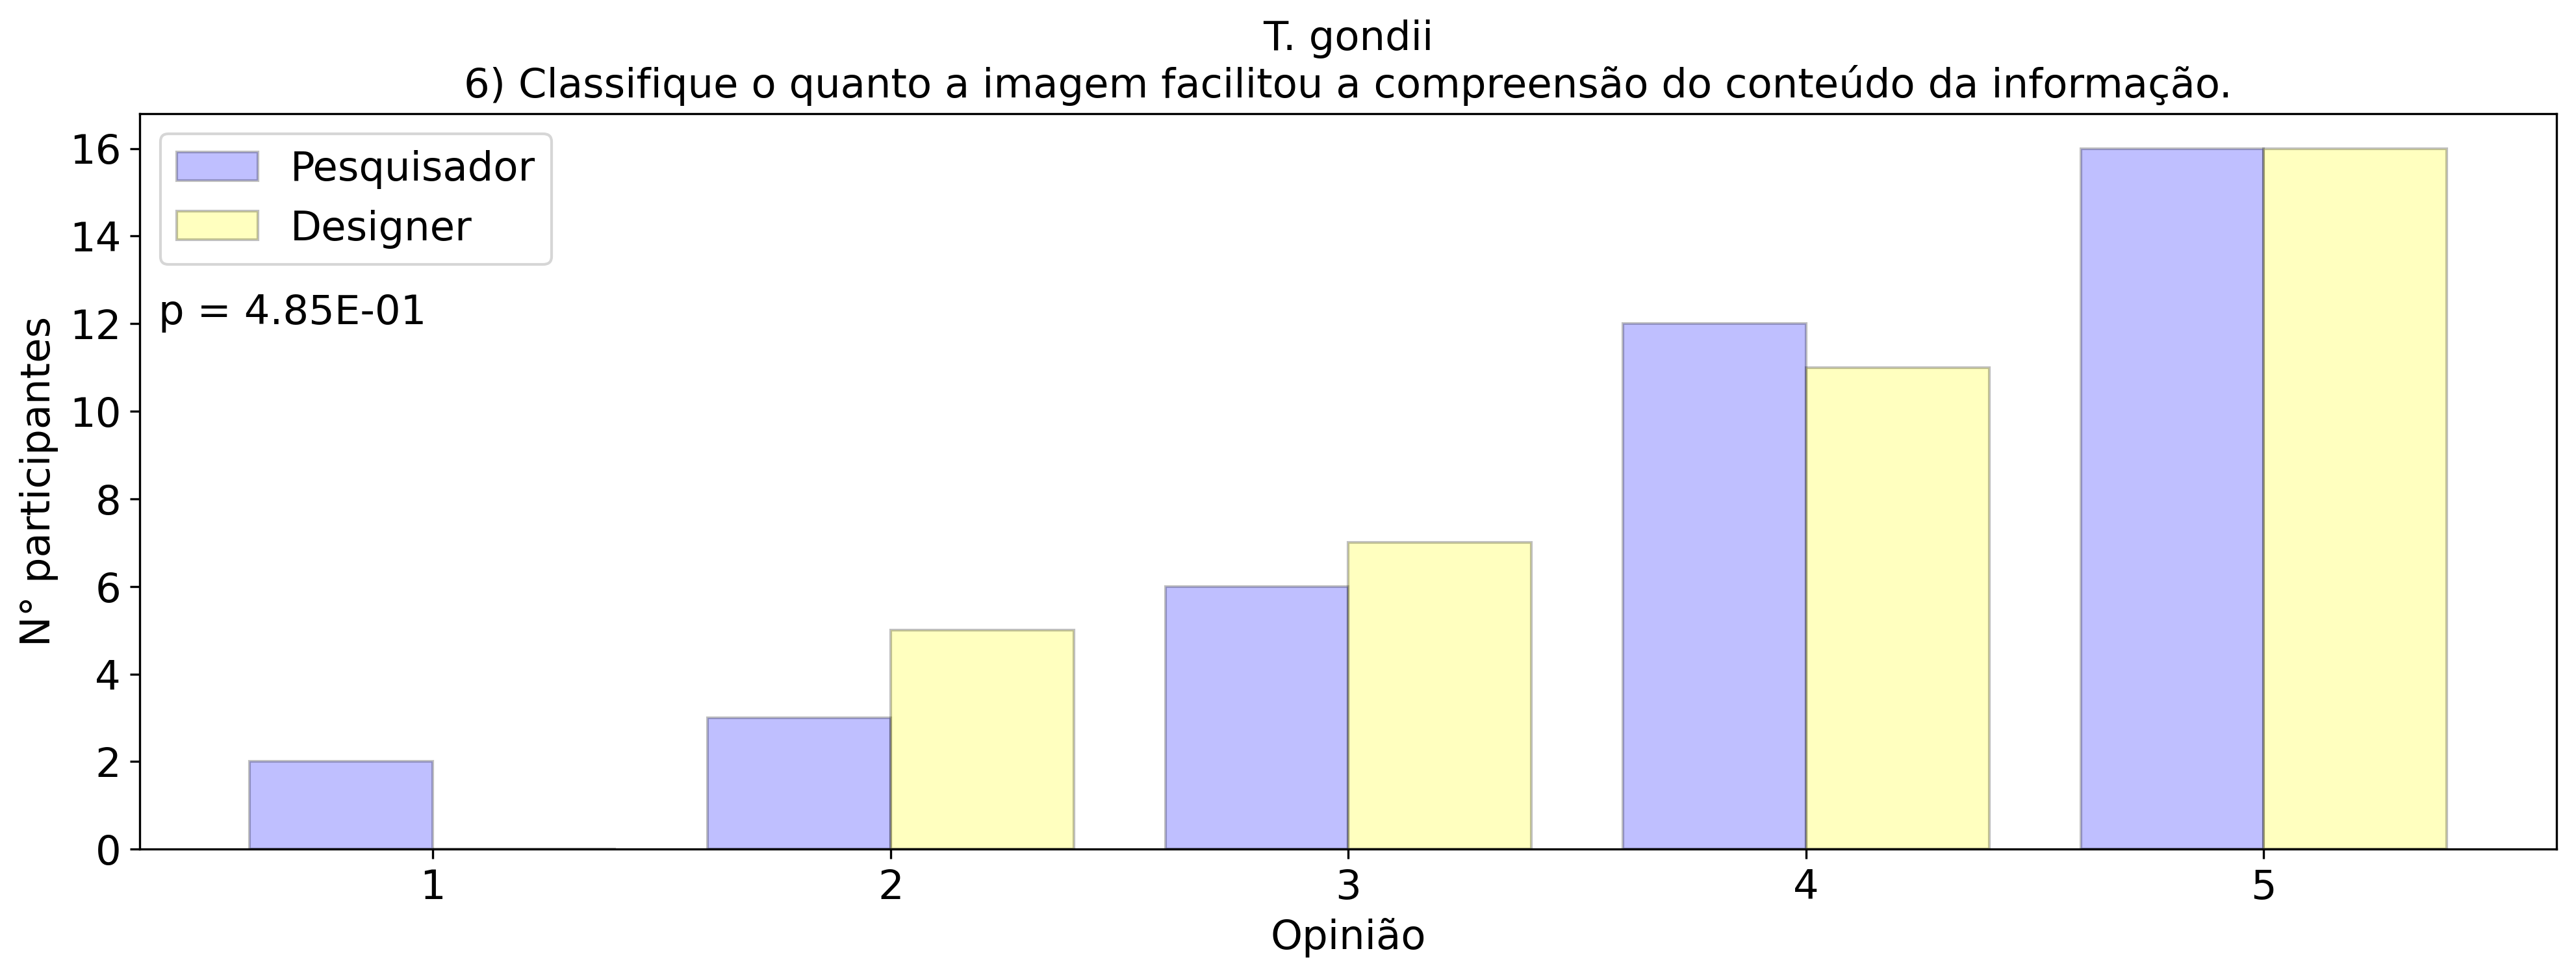 T. gondii
6) Classifique o quanto a imagem facilitou a compreensão do conteúdo da informação.
Pesquisador
Designer
p = 4.85E-01
N° participantes
16
14
12
10
8
6
4
2
0
1 2 3 4 5
Opinião